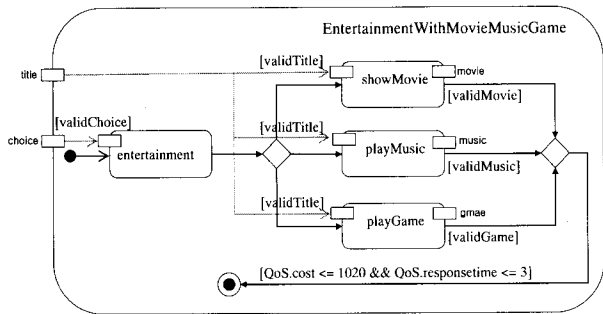 EntertainmentWithMovieMusicGame
title
[validTitle]
showMovie
movie
[validMovie]
choice
[validChoice]
entertainment
[validTitle]
playMusic
music
[validMusic]
[validTitle]
playGame
gmae
[validGame]
[QoS.cost <= 1020 && QoS.responsetime <= 3]